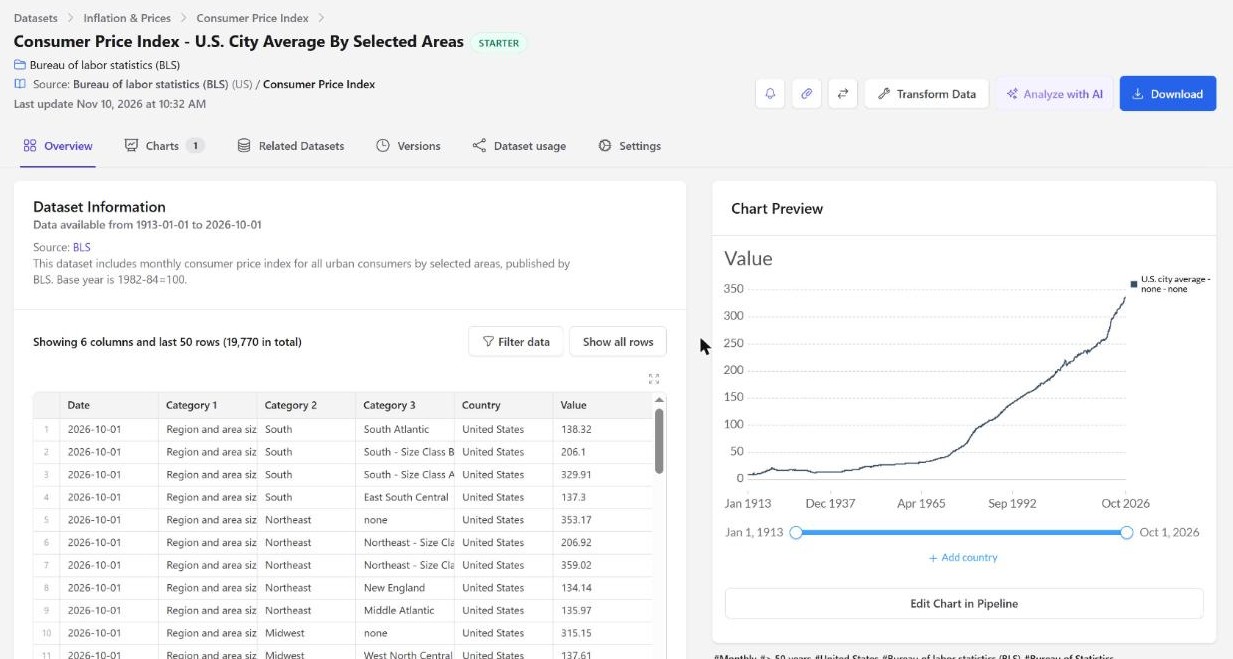 Datasets > Inflation & Prices > Consumer Price Index >
Consumer Price Index - U.S. City Average By Selected Areas STARTER
Bureau of labor statistics (BLS)
Source: Bureau of labor statistics (BLS) (US) / Consumer Price Index
Last update Nov 10, 2026 at 10:32 AM
Transform Data Analyze with AI Download
Overview Charts 1 Related Datasets Versions Dataset usage Settings
Dataset Information
Data available from 1913-01-01 to 2026-10-01
Source: BLS
This dataset includes monthly consumer price index for all urban consumers by selected areas, published by
BLS. Base year is 1982-84=100.
Showing 6 columns and last 50 rows (19,770 in total) Filter data Show all rows
Date Category 1 Category 2 Category 3 Country Value
1 2026-10-01 Region and area siz South South Atlantic United States 138.32
2 2026-10-01 Region and area siz South South - Size Class B United States 206.1
3 2026-10-01 Region and area siz South South - Size Class A United States 329.91
4 2026-10-01 Region and area siz South East South Central United States 137.3
5 2026-10-01 Region and area siz Northeast none United States 353.17
6 2026-10-01 Region and area siz Northeast Northeast - Size Cla United States 206.92
7 2026-10-01 Region and area siz Northeast Northeast - Size Cla United States 359.02
8 2026-10-01 Region and area siz Northeast New England United States 134.14
9 2026-10-01 Region and area siz Northeast Middle Atlantic United States 135.97
10 2026-10-01 Region and area siz Midwest none United States 315.15
11 2026-10-01 Region and area siz Midwest West North Central United States 137.61
Chart Preview
Value
U.S. city average -
none - none
350
300
250
200
150
100
50
0
Jan 1913 Dec 1937 Apr 1965 Sep 1992 Oct 2026
Jan 1, 1913 Oct 1, 2026
+ Add country
Edit Chart in Pipeline
#Monthly #> 50 years #United States #Bureau of labor statistics (BLS) #Bureau of Statistics